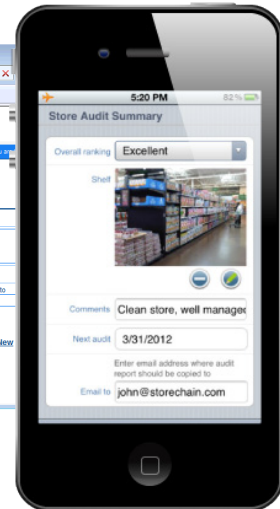 5:20 PM
82%
Store Audit Summary
Overall ranking
Excellent
Shelf
Comments
Clean store, well managed
Next audit
3/31/2012
Enter email address where audit
report should be copied to
Email to
john@storechain.com
to
New